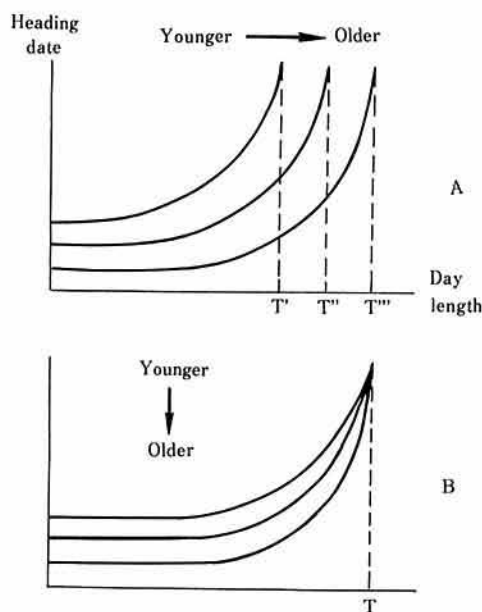 Heading
date
Younger → Older
A
Day
length
T' T'' T'''
Younger
↓
Older
B
T